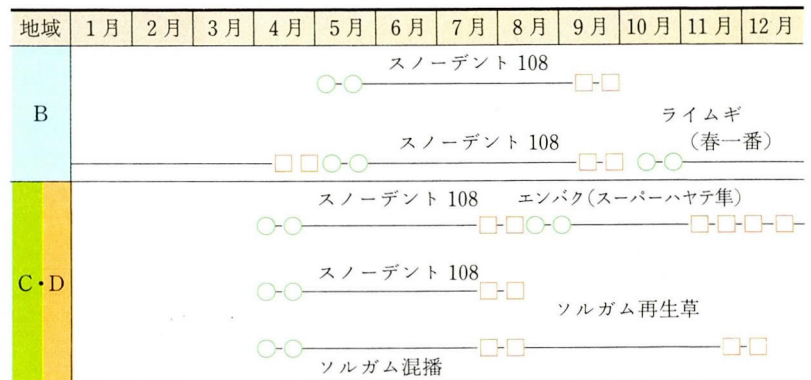 地域 1月 2月 3月 4月 5月 6月 7月 8月 9月 10月 11月 12月
B
スノーデント 108
ライムギ
スノーデント 108 (春一番)
C・D
スノーデント 108 エンバク(スーパーハヤテ隼)
スノーデント 108
ソルガム再生草
ソルガム混播